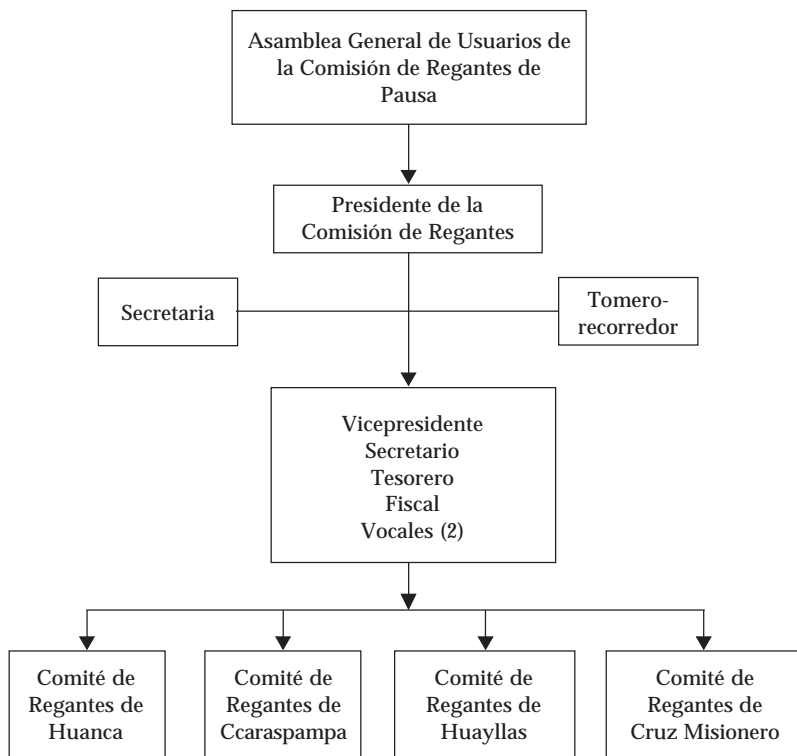 Asamblea General de Usuarios de
la Comisión de Regantes de
Pausa
Presidente de la
Comisión de Regantes
Secretaria
Tomero-
recorredor
Vicepresidente
Secretario
Tesorero
Fiscal
Vocales (2)
Comité de
Regantes de
Huanca
Comité de
Regantes de
Ccaraspampa
Comité de
Regantes de
Huayllas
Comité de
Regantes de
Cruz Misionero